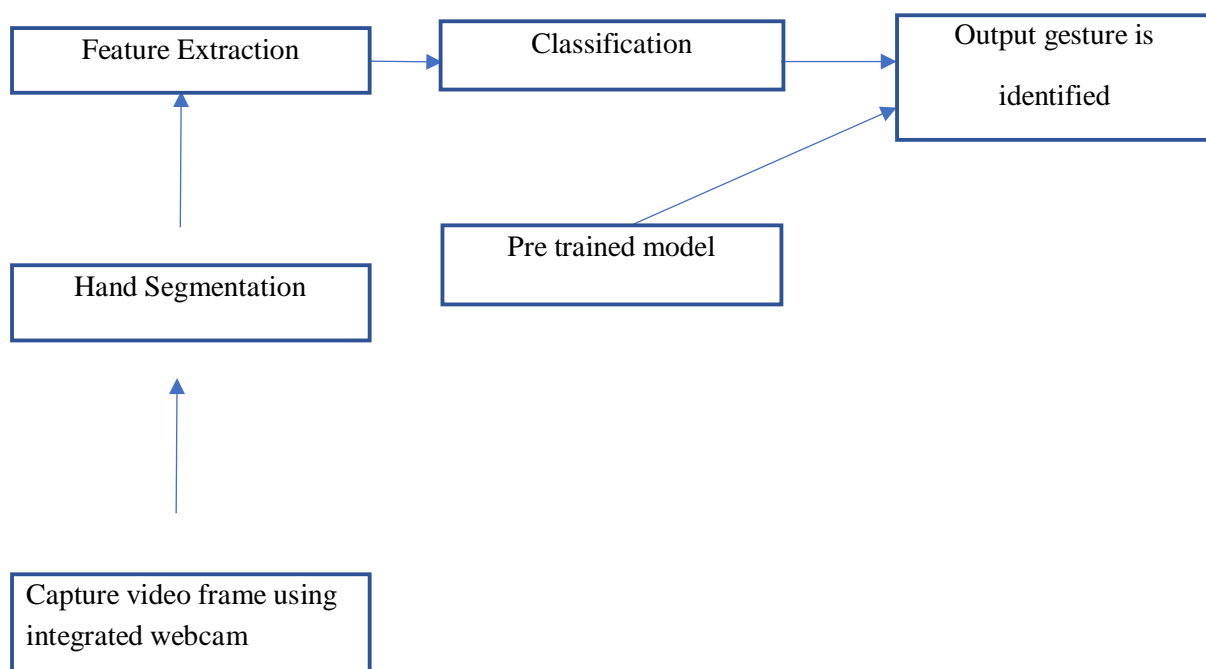 Feature Extraction
Classification
Output gesture is
identified
Pre trained model
Hand Segmentation
Capture video frame using
integrated webcam